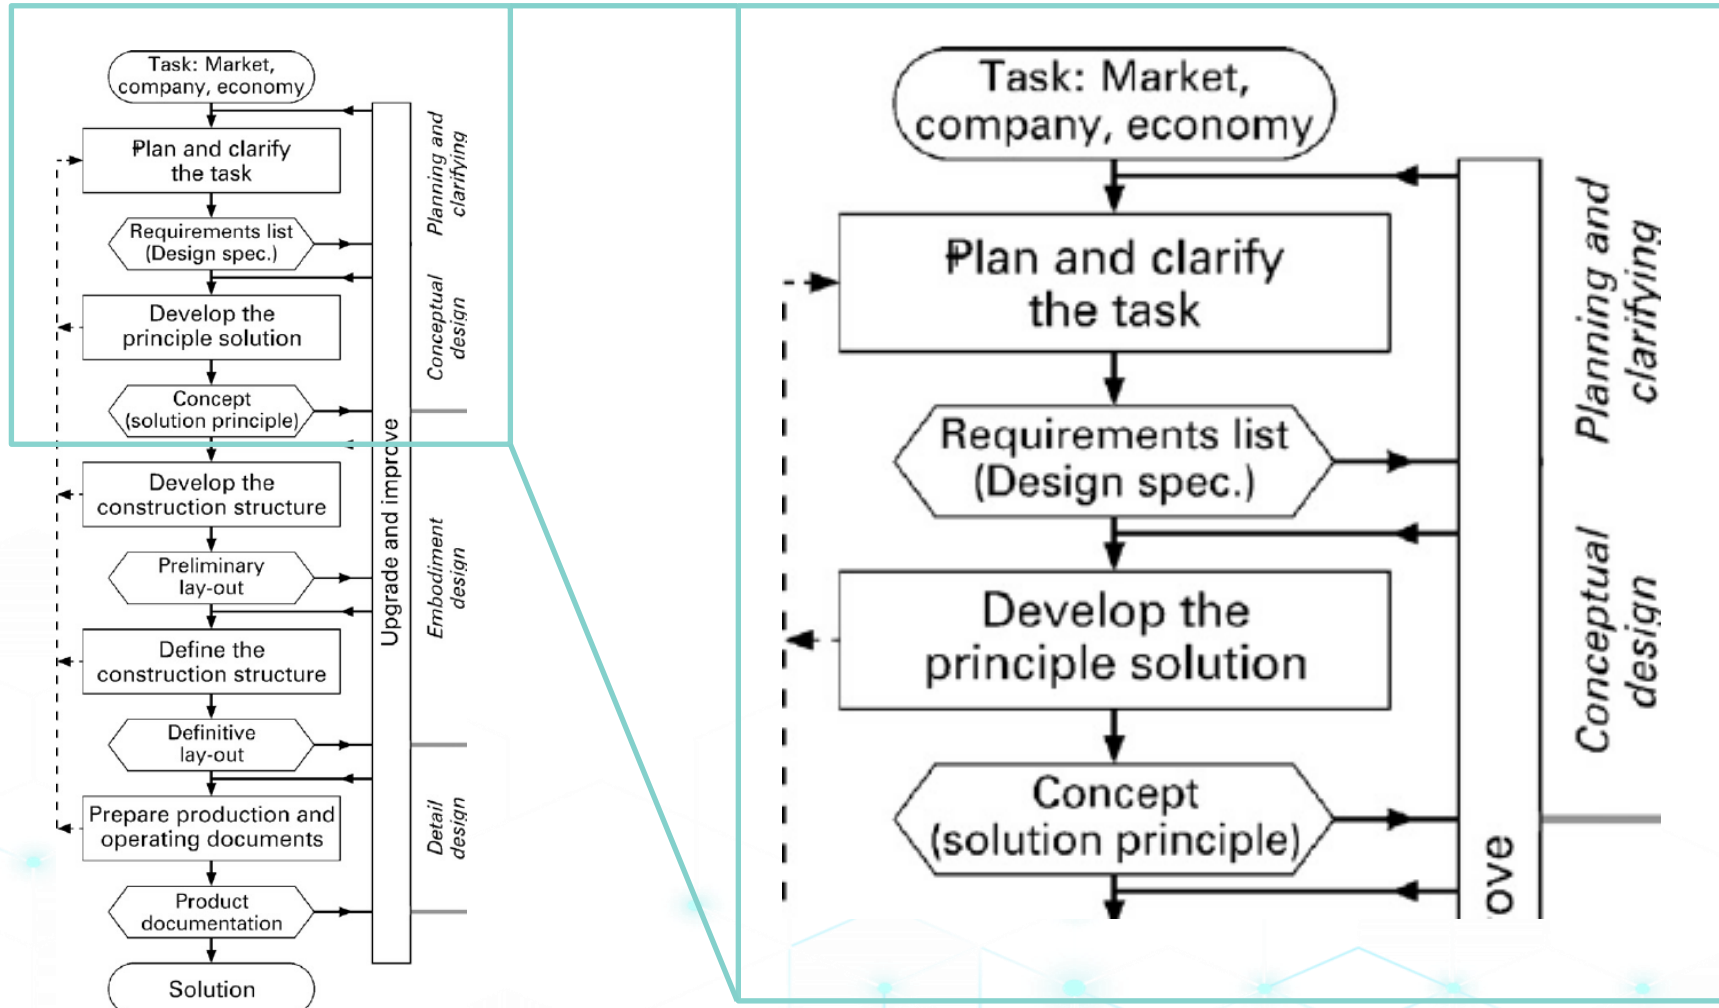 Task: Market,
company, economy
Plan and clarify
the task
Requirements list
(Design spec.)
Develop the
principle solution
Concept
(solution principle)
Develop the
construction structure
Preliminary
lay-out
Define the
construction structure
Definitive
lay-out
Prepare production and
operating documents
Product
documentation
Solution
Upgrade and improve
Planning and
clarifying
Conceptual
design
Embodiment
design
Detail
design
Task: Market,
company, economy
Plan and clarify
the task
Requirements list
(Design spec.)
Develop the
principle solution
Concept
(solution principle)
ove
Planning and
clarifying
Conceptual
design